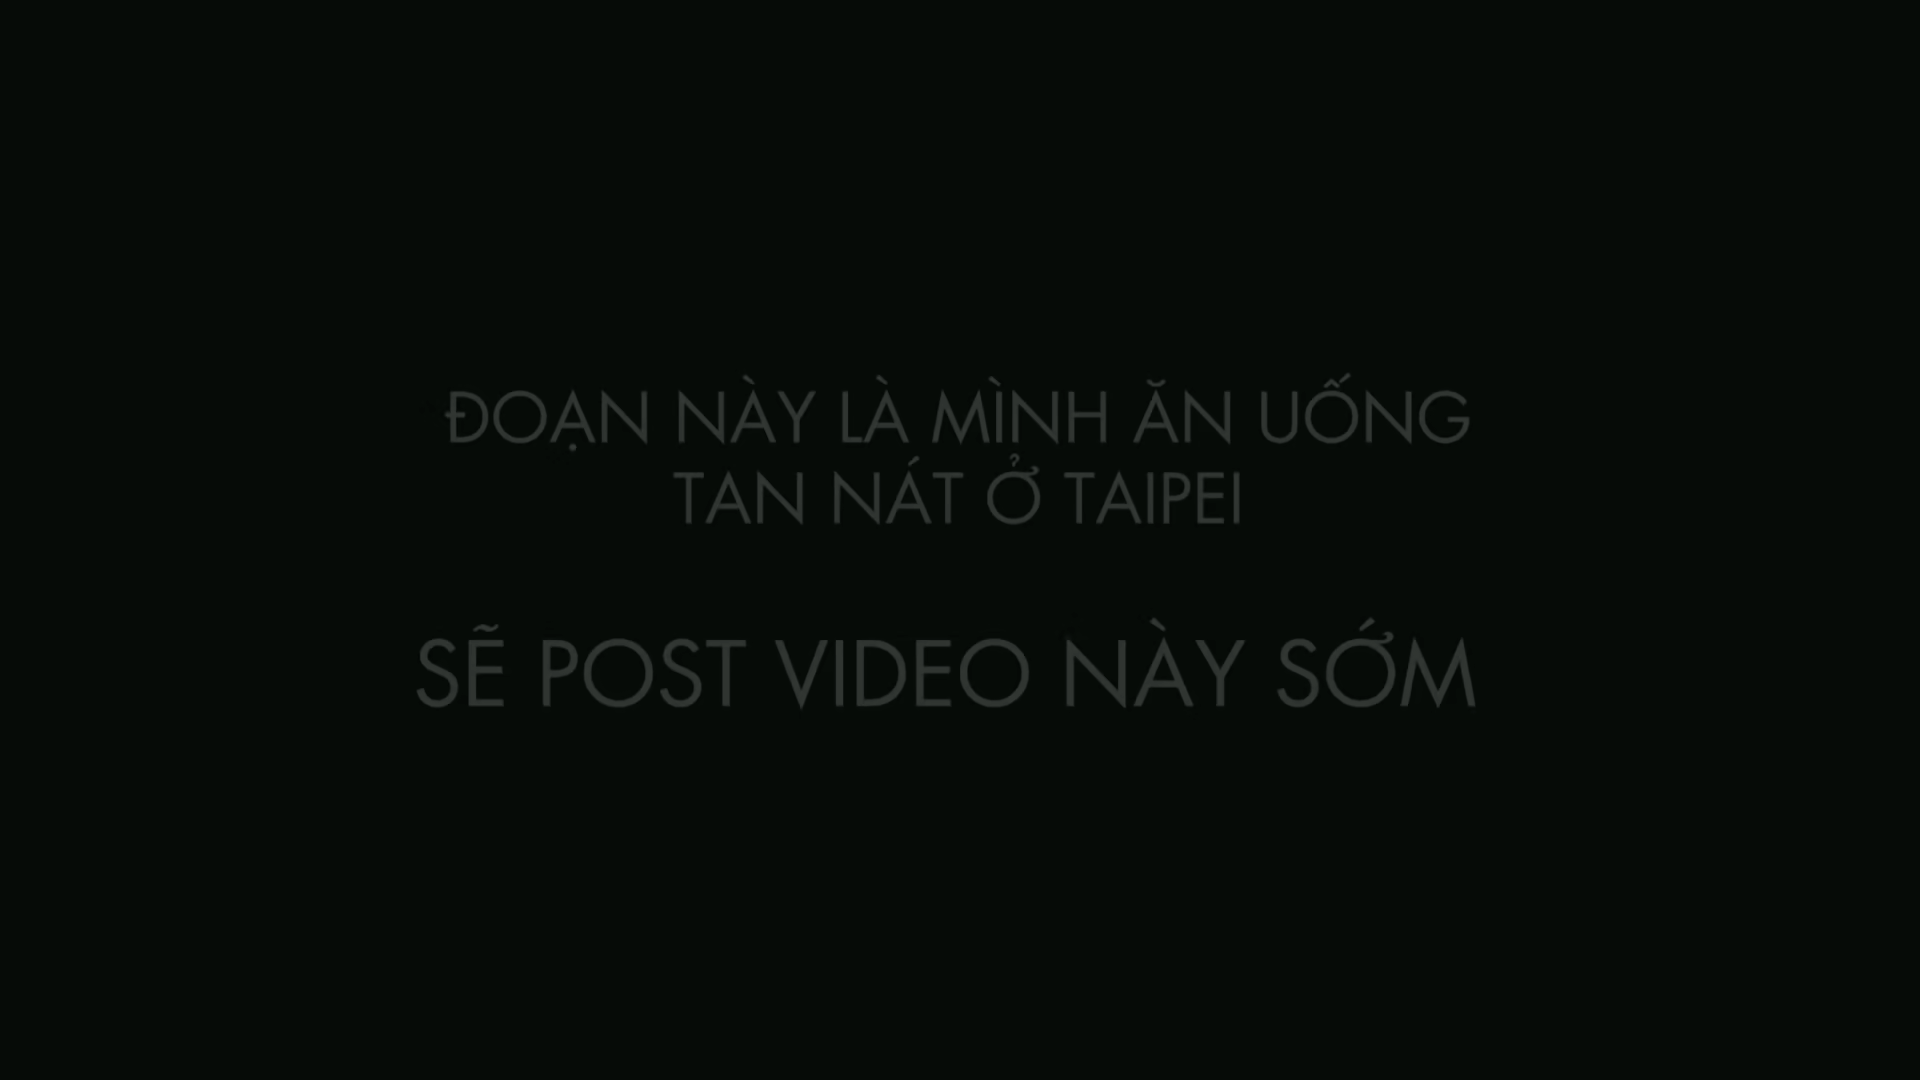 ĐOẠN NÀY LÀ MÌNH ĂN UỐNG
TAN NÁT Ở TAIPEI
SẼ POST VIDEO NÀY SỚM